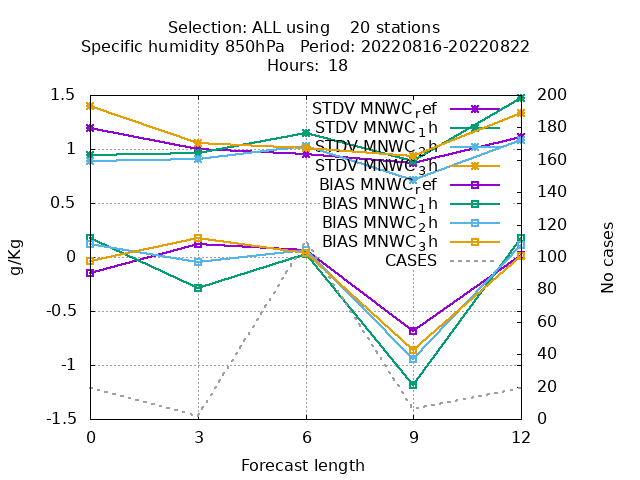 Selection: ALL using 20 stations
Specific humidity 850hPa Period: 20220816-20220822
Hours: 18
g/Kg
No cases
1.5
1
0.5
0
-0.5
-1
-1.5
200
180
160
140
120
100
80
60
40
20
0
STDV MNWCref
STDV MNWC1h
STDV MNWC2h
STDV MNWC3h
BIAS MNWCref
BIAS MNWC1h
BIAS MNWC2h
BIAS MNWC3h
CASES
0 3 6 9 12
Forecast length